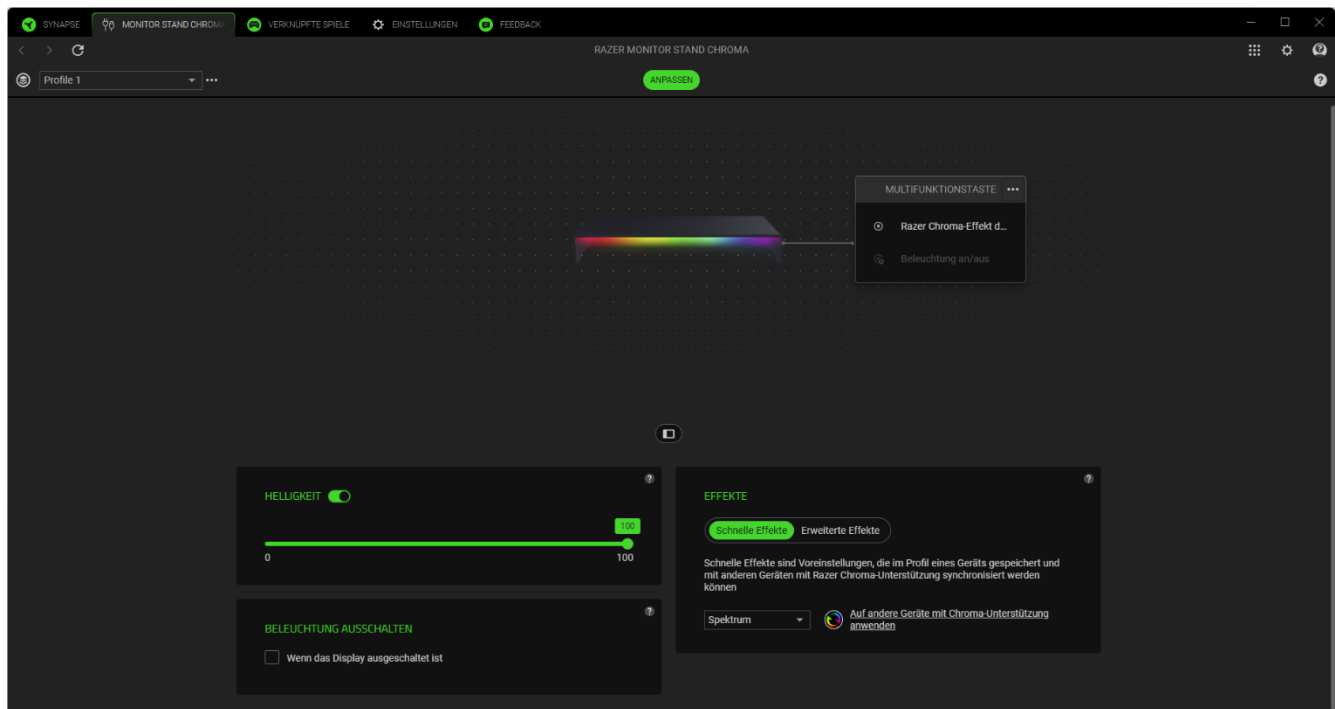 SYNAPSE
MONITOR STAND CHROMA
VERKNÜPFTE SPIELE
EINSTELLUNGEN
FEEDBACK
RAZER MONITOR STAND CHROMA
Profile 1
ANPASSEN
MULTIFUNKTIONSTASTE
Razer Chroma-Effekt d...
Beleuchtung an/aus
HELLIGKEIT
100
0
100
BELEUCHTUNG AUSSCHALTEN
Wenn das Display ausgeschaltet ist
EFFEKTE
Schnelle Effekte
Erweiterte Effekte
Schnelle Effekte sind Voreinstellungen, die im Profil eines Geräts gespeichert und
mit anderen Geräten mit Razer Chroma-Unterstützung synchronisiert werden
können
Spektrum
Auf andere Geräte mit Chroma-Unterstützung
anwenden